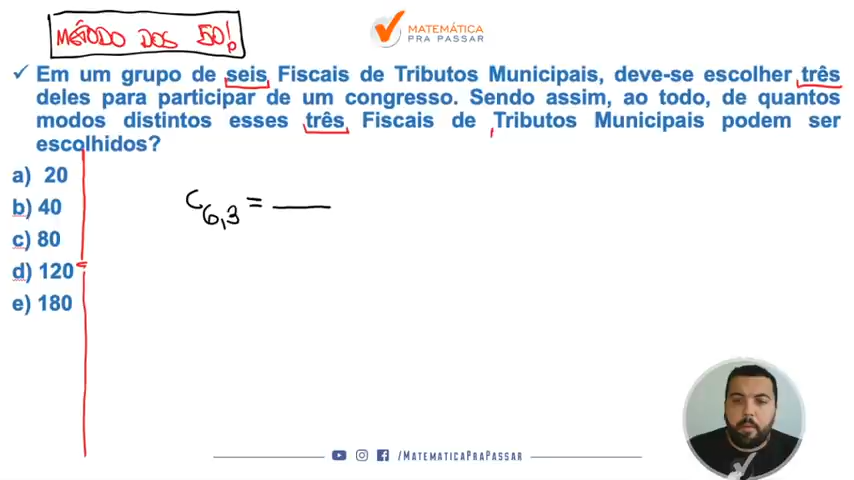 MÉTODO DOS 50!
MATEMÁTICA
PRA PASSAR
✓ Em um grupo de seis Fiscais de Tributos Municipais, deve-se escolher três
deles para participar de um congresso. Sendo assim, ao todo, de quantos
modos distintos esses três Fiscais de Tributos Municipais podem ser
escolhidos?
a) 20
b) 40
c) 80
d) 120
e) 180
C6,3 = ___
/MatematicaPraPassar